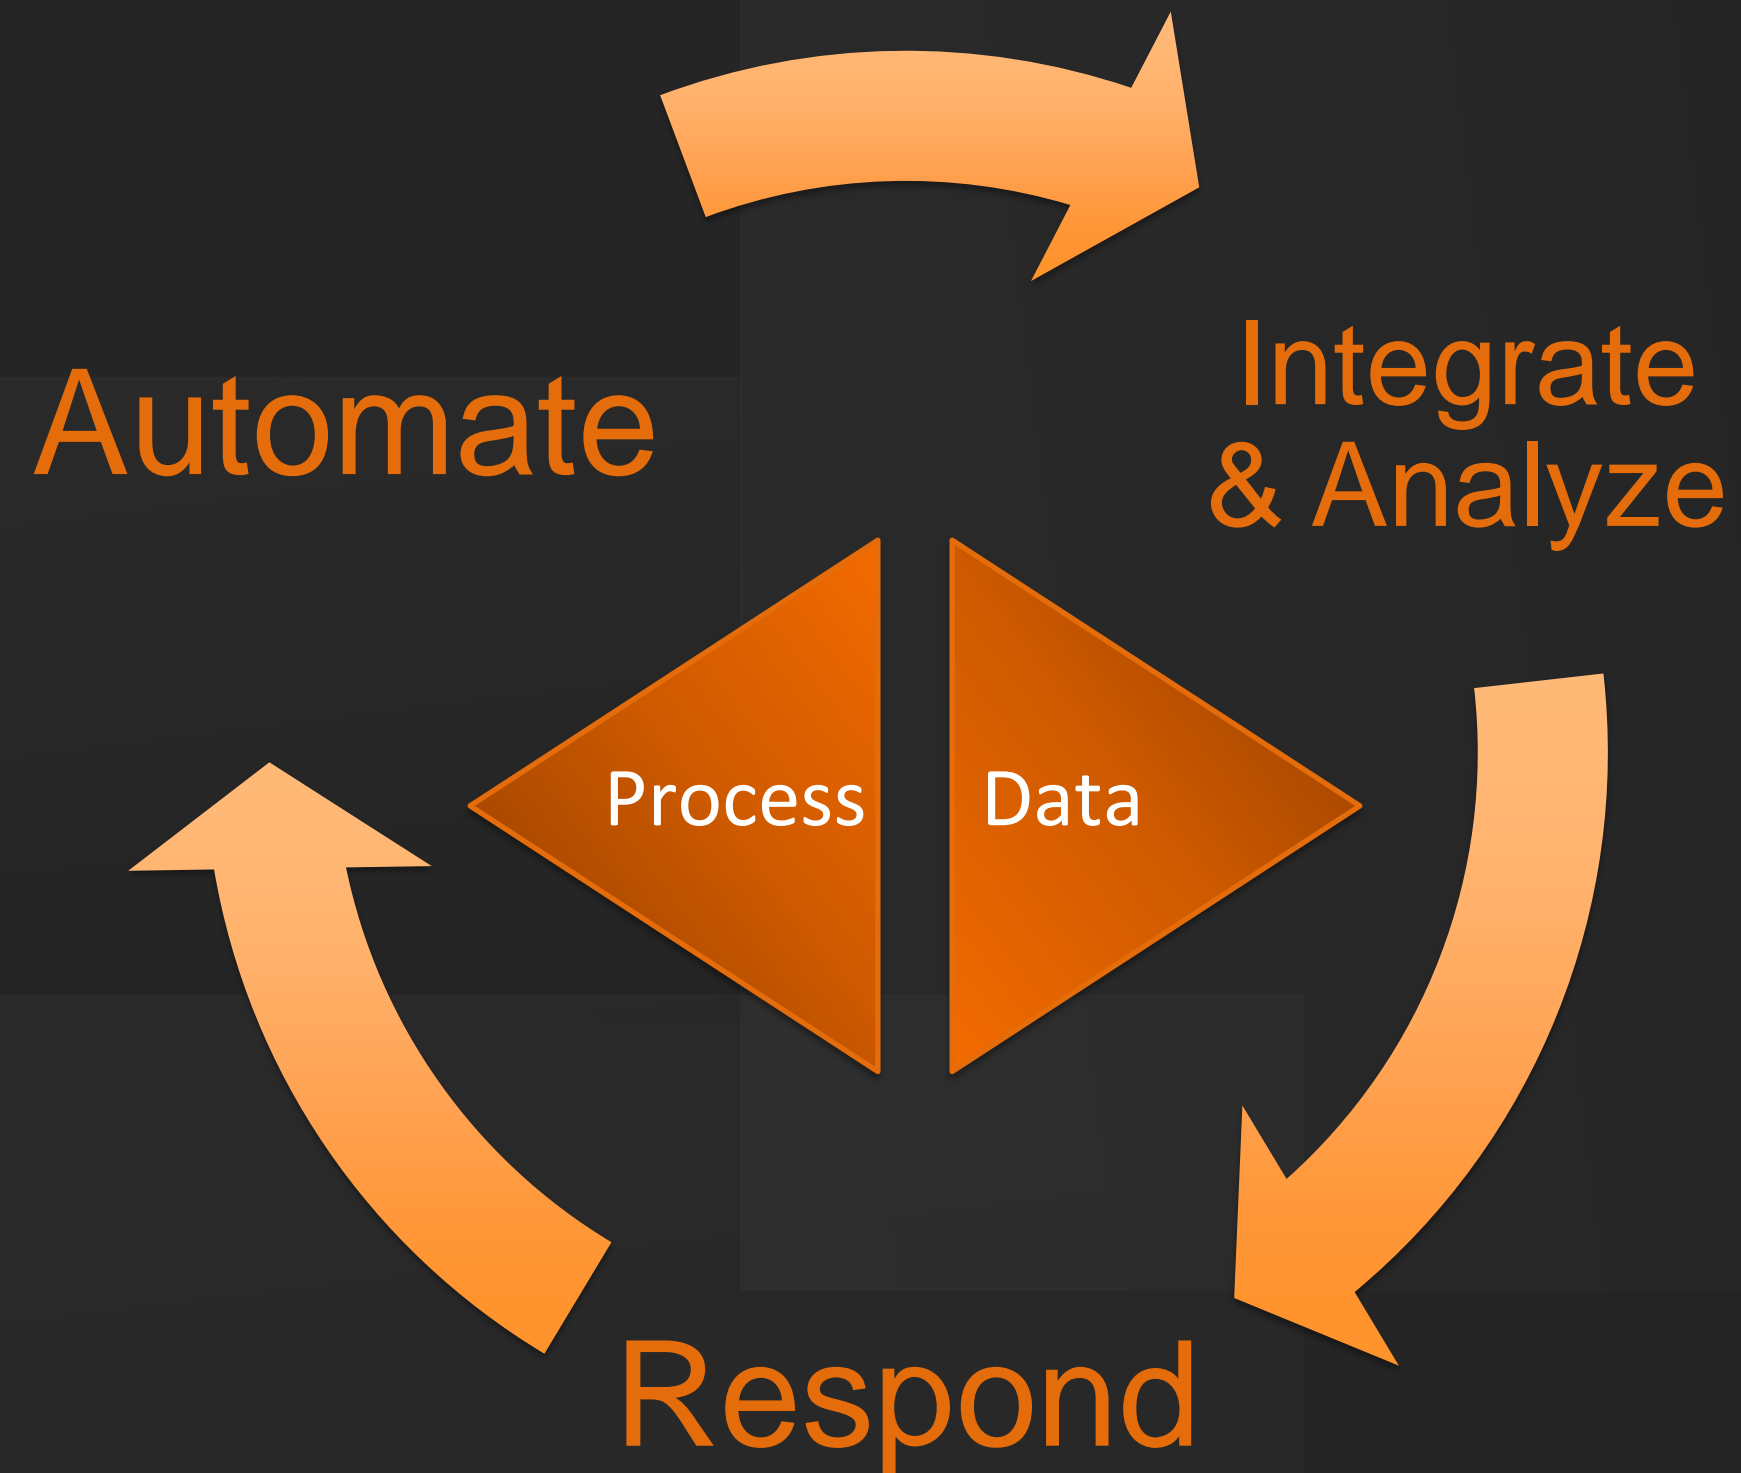 Automate
Integrate
& Analyze
Process
Data
Respond